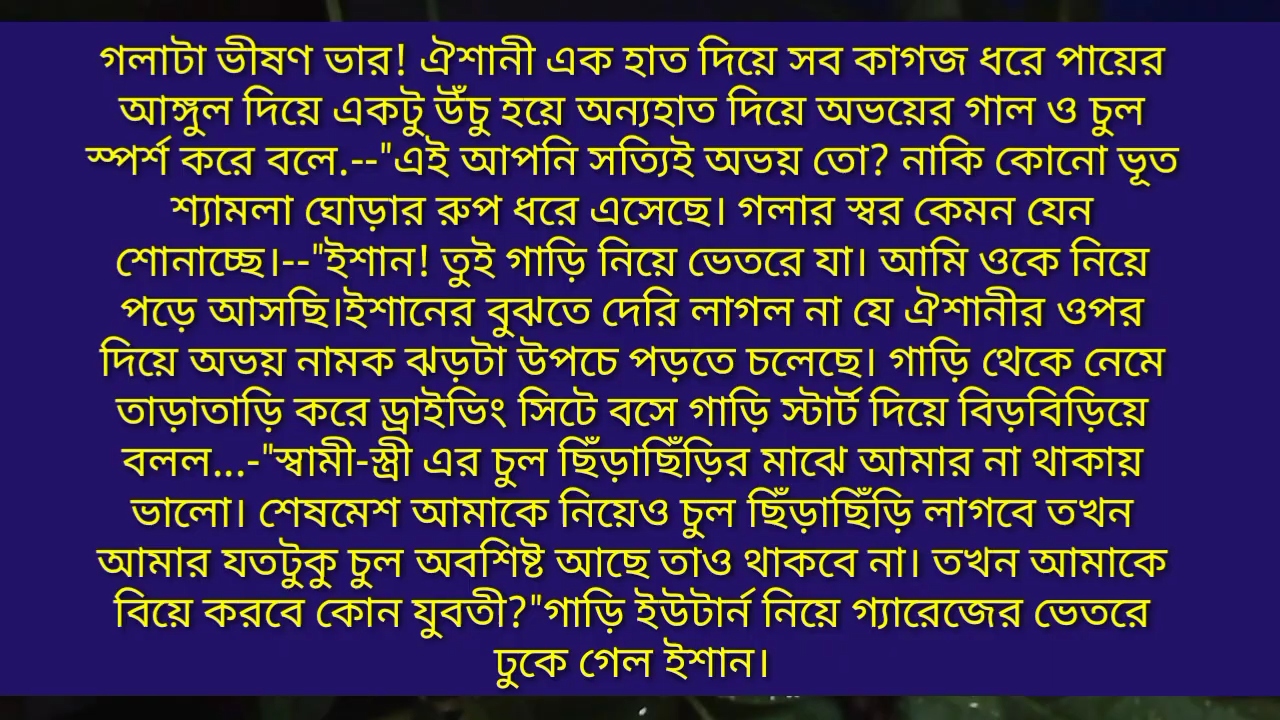 গলাটা ভীষণ ভার! ঐশানী এক হাত দিয়ে সব কাগজ ধরে পায়ের
আঙ্গুল দিয়ে একটু উঁচু হয়ে অন্যহাত দিয়ে অভয়ের গাল ও চুল
স্পর্শ করে বলে.--"এই আপনি সত্যিই অভয় তো? নাকি কোনো ভূত
শ্যামলা ঘোড়ার রুপ ধরে এসেছে। গলার স্বর কেমন যেন
শোনাচ্ছে।--"ইশান! তুই গাড়ি নিয়ে ভেতরে যা। আমি ওকে নিয়ে
পড়ে আসছি।ইশানের বুঝতে দেরি লাগল না যে ঐশানীর ওপর
দিয়ে অভয় নামক ঝড়টা উপচে পড়তে চলেছে। গাড়ি থেকে নেমে
তাড়াতাড়ি করে ড্রাইভিং সিটে বসে গাড়ি স্টার্ট দিয়ে বিড়বিড়িয়ে
বলল...-"স্বামী-স্ত্রী এর চুল ছিঁড়াছিঁড়ির মাঝে আমার না থাকায়
ভালো। শেষমেশ আমাকে নিয়েও চুল ছিঁড়াছিঁড়ি লাগবে তখন
আমার যতটুকু চুল অবশিষ্ট আছে তাও থাকবে না। তখন আমাকে
বিয়ে করবে কোন যুবতী?"গাড়ি ইউটার্ন নিয়ে গ্যারেজের ভেতরে
ঢুকে গেল ইশান।